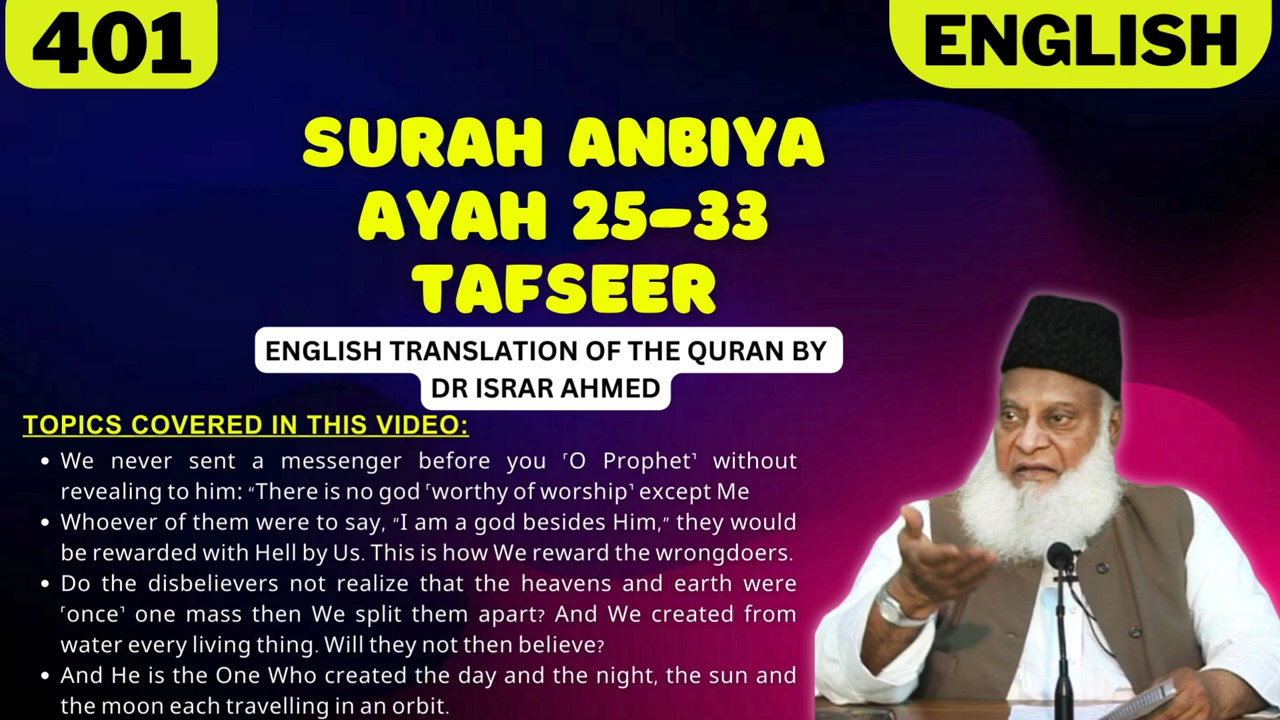 401
ENGLISH
SURAH ANBIYA
AYAH 25–33
TAFSEER
ENGLISH TRANSLATION OF THE QURAN BY
DR ISRAR AHMED
TOPICS COVERED IN THIS VIDEO:
• We never sent a messenger before you ˹O Prophet˺ without
revealing to him: “There is no god ˹worthy of worship˺ except Me
• Whoever of them were to say, “I am a god besides Him,” they would
be rewarded with Hell by Us. This is how We reward the wrongdoers.
• Do the disbelievers not realize that the heavens and earth were
˹once˺ one mass then We split them apart? And We created from
water every living thing. Will they not then believe?
• And He is the One Who created the day and the night, the sun and
the moon each travelling in an orbit.